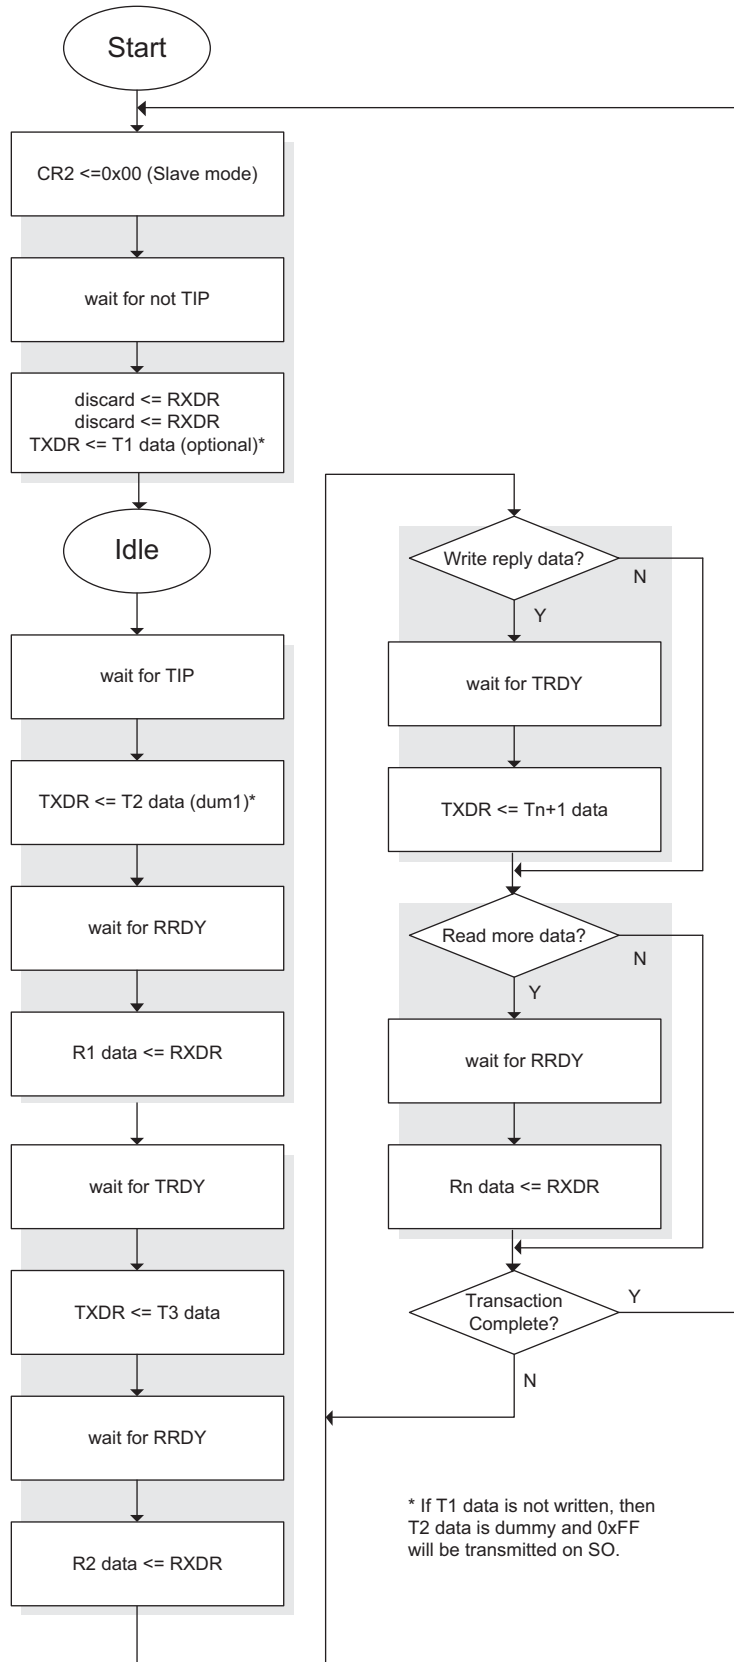 Start
CR2 <=0x00 (Slave mode)
wait for not TIP
discard <= RXDR
discard <= RXDR
TXDR <= T1 data (optional)*
Idle
wait for TIP
TXDR <= T2 data (dum1)*
wait for RRDY
R1 data <= RXDR
wait for TRDY
TXDR <= T3 data
wait for RRDY
R2 data <= RXDR
Write reply data?
N
Y
wait for TRDY
TXDR <= Tn+1 data
Read more data?
N
Y
wait for RRDY
Rn data <= RXDR
Transaction
Complete?
Y
N
* If T1 data is not written, then
T2 data is dummy and 0xFF
will be transmitted on SO.